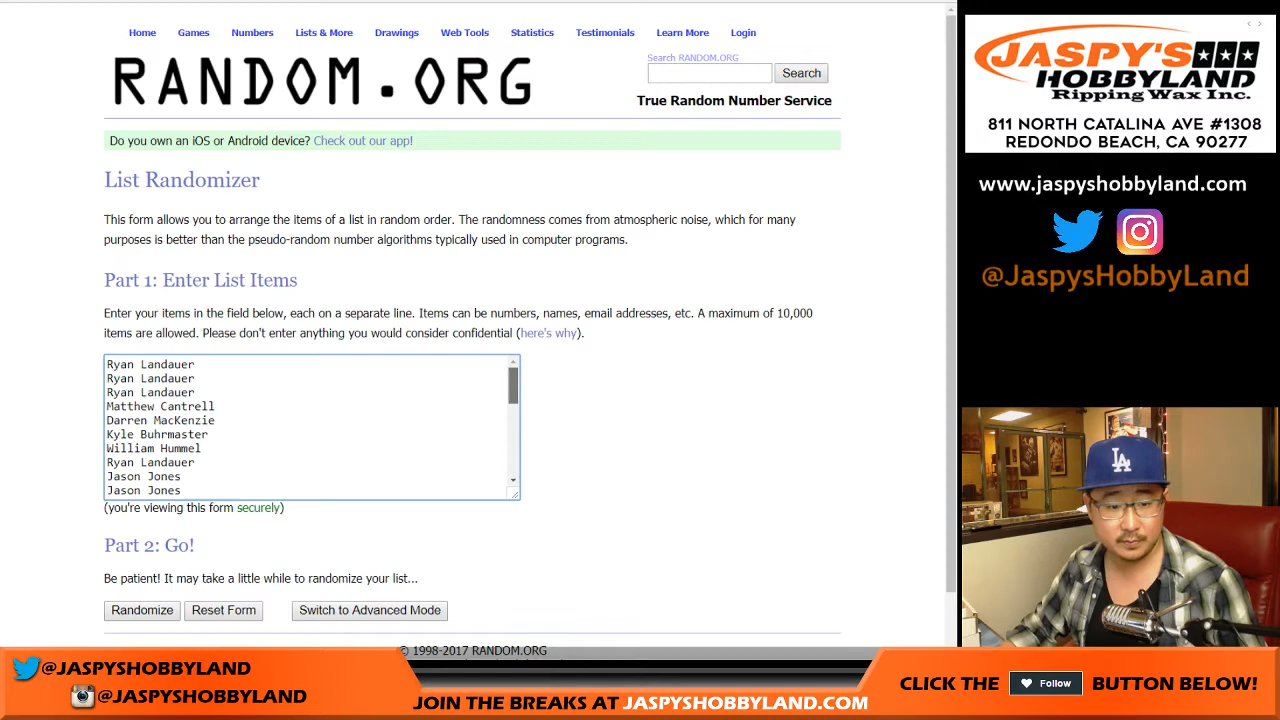 Home Games Numbers Lists & More Drawings Web Tools Statistics Testimonials Learn More Login
RANDOM.ORG
Search RANDOM.ORG
Search
True Random Number Service
Do you own an iOS or Android device? Check out our app!
List Randomizer
This form allows you to arrange the items of a list in random order. The randomness comes from atmospheric noise, which for many
purposes is better than the pseudo-random number algorithms typically used in computer programs.
Part 1: Enter List Items
Enter your items in the field below, each on a separate line. Items can be numbers, names, email addresses, etc. A maximum of 10,000
items are allowed. Please don't enter anything you would consider confidential (here's why).
Ryan Landauer
Ryan Landauer
Ryan Landauer
Matthew Cantrell
Darren MacKenzie
Kyle Buhrmaster
William Hummel
Ryan Landauer
Jason Jones
Jason Jones
(you're viewing this form securely)
Part 2: Go!
Be patient! It may take a little while to randomize your list...
Randomize Reset Form Switch to Advanced Mode
© 1998-2017 RANDOM.ORG
JASPY'S
HOBBYLAND
Ripping Wax Inc.
811 NORTH CATALINA AVE #1308
REDONDO BEACH, CA 90277
www.jaspyshobbyland.com
@JaspysHobbyLand
LA
@JASPYSHOBBYLAND
@JASPYSHOBBYLAND
JOIN THE BREAKS AT JASPYSHOBBYLAND.COM
CLICK THE Follow BUTTON BELOW!